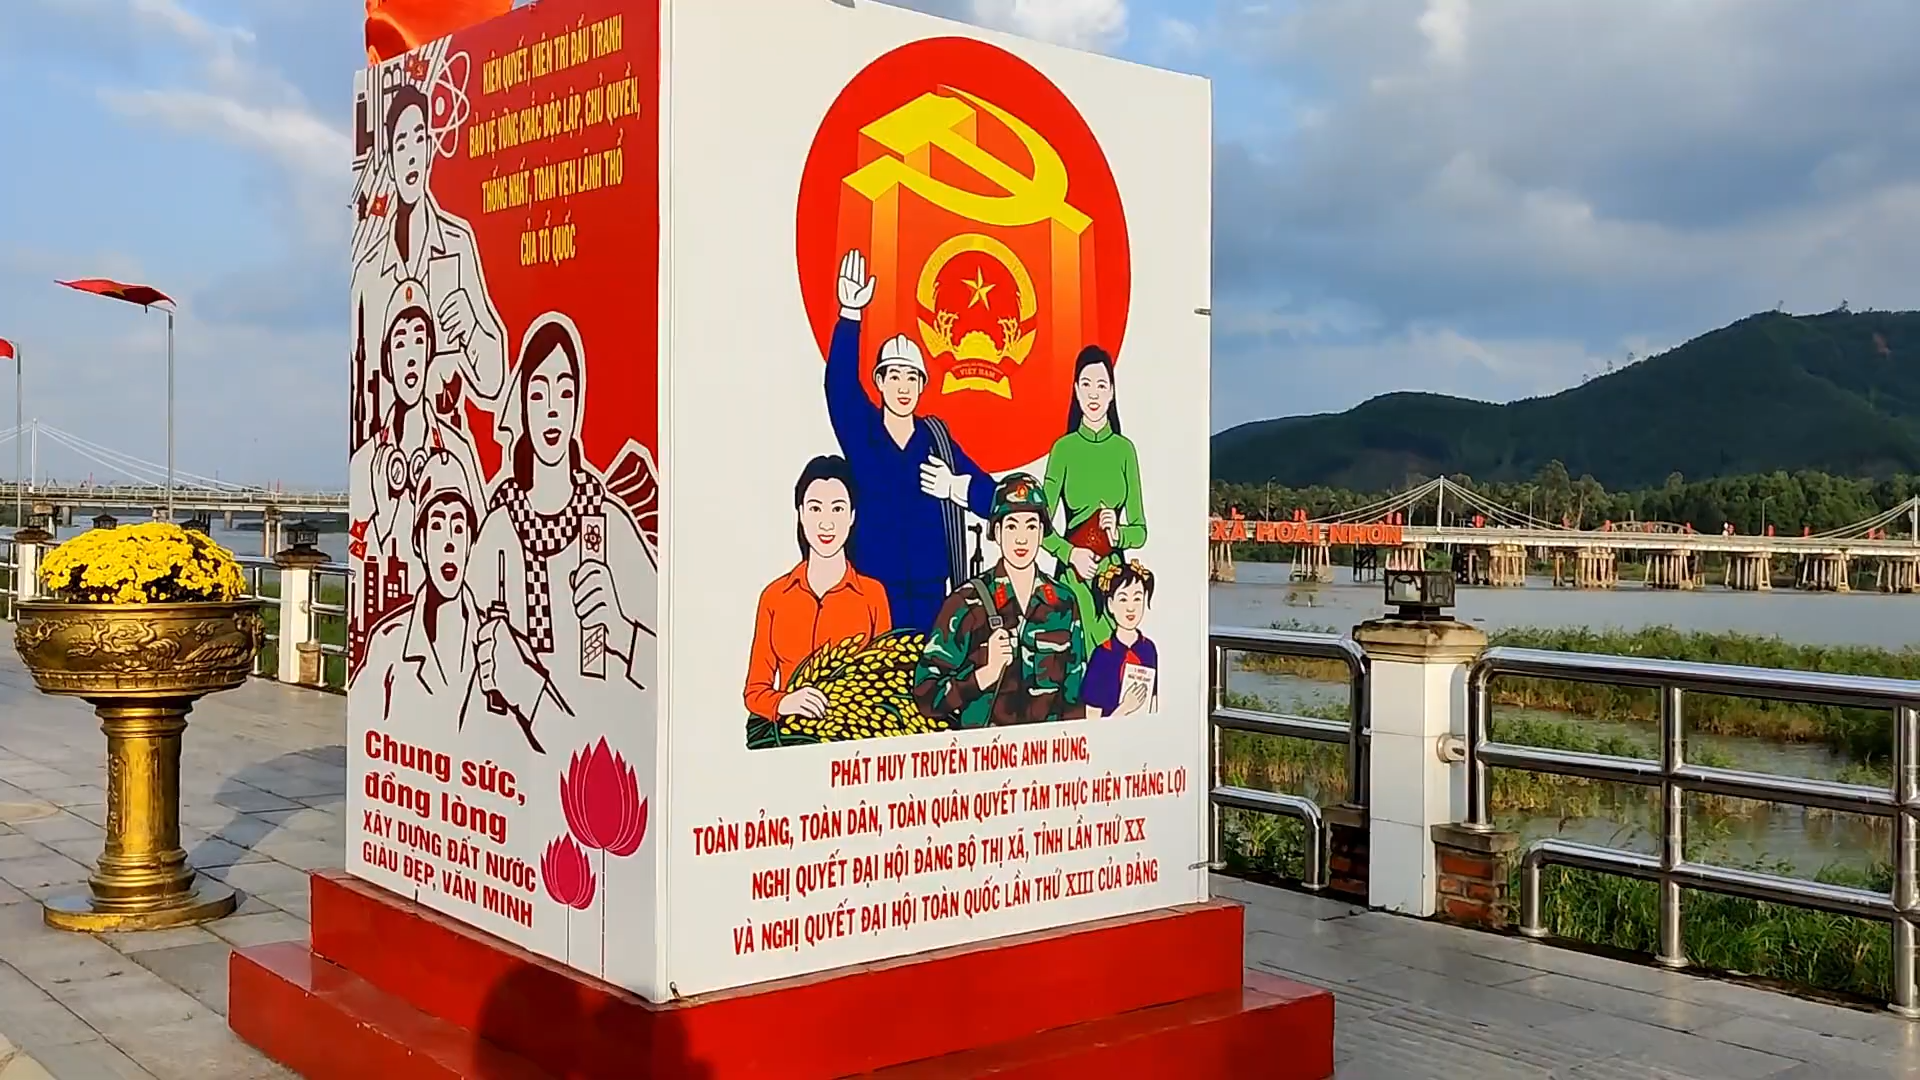 KIÊN QUYẾT, KIÊN TRÌ ĐẤU TRANH
BẢO VỆ VỮNG CHẮC ĐỘC LẬP, CHỦ QUYỀN,
THỐNG NHẤT, TOÀN VẸN LÃNH THỔ
CỦA TỔ QUỐC
Chung sức,
đồng lòng
XÂY DỰNG ĐẤT NƯỚC
GIÀU ĐẸP, VĂN MINH
VIỆT NAM
PHÁT HUY TRUYỀN THỐNG ANH HÙNG,
TOÀN ĐẢNG, TOÀN DÂN, TOÀN QUÂN QUYẾT TÂM THỰC HIỆN THẮNG LỢI
NGHỊ QUYẾT ĐẠI HỘI ĐẢNG BỘ THỊ XÃ, TỈNH LẦN THỨ XX
VÀ NGHỊ QUYẾT ĐẠI HỘI TOÀN QUỐC LẦN THỨ XIII CỦA ĐẢNG
XÃ HOÀI NHƠN